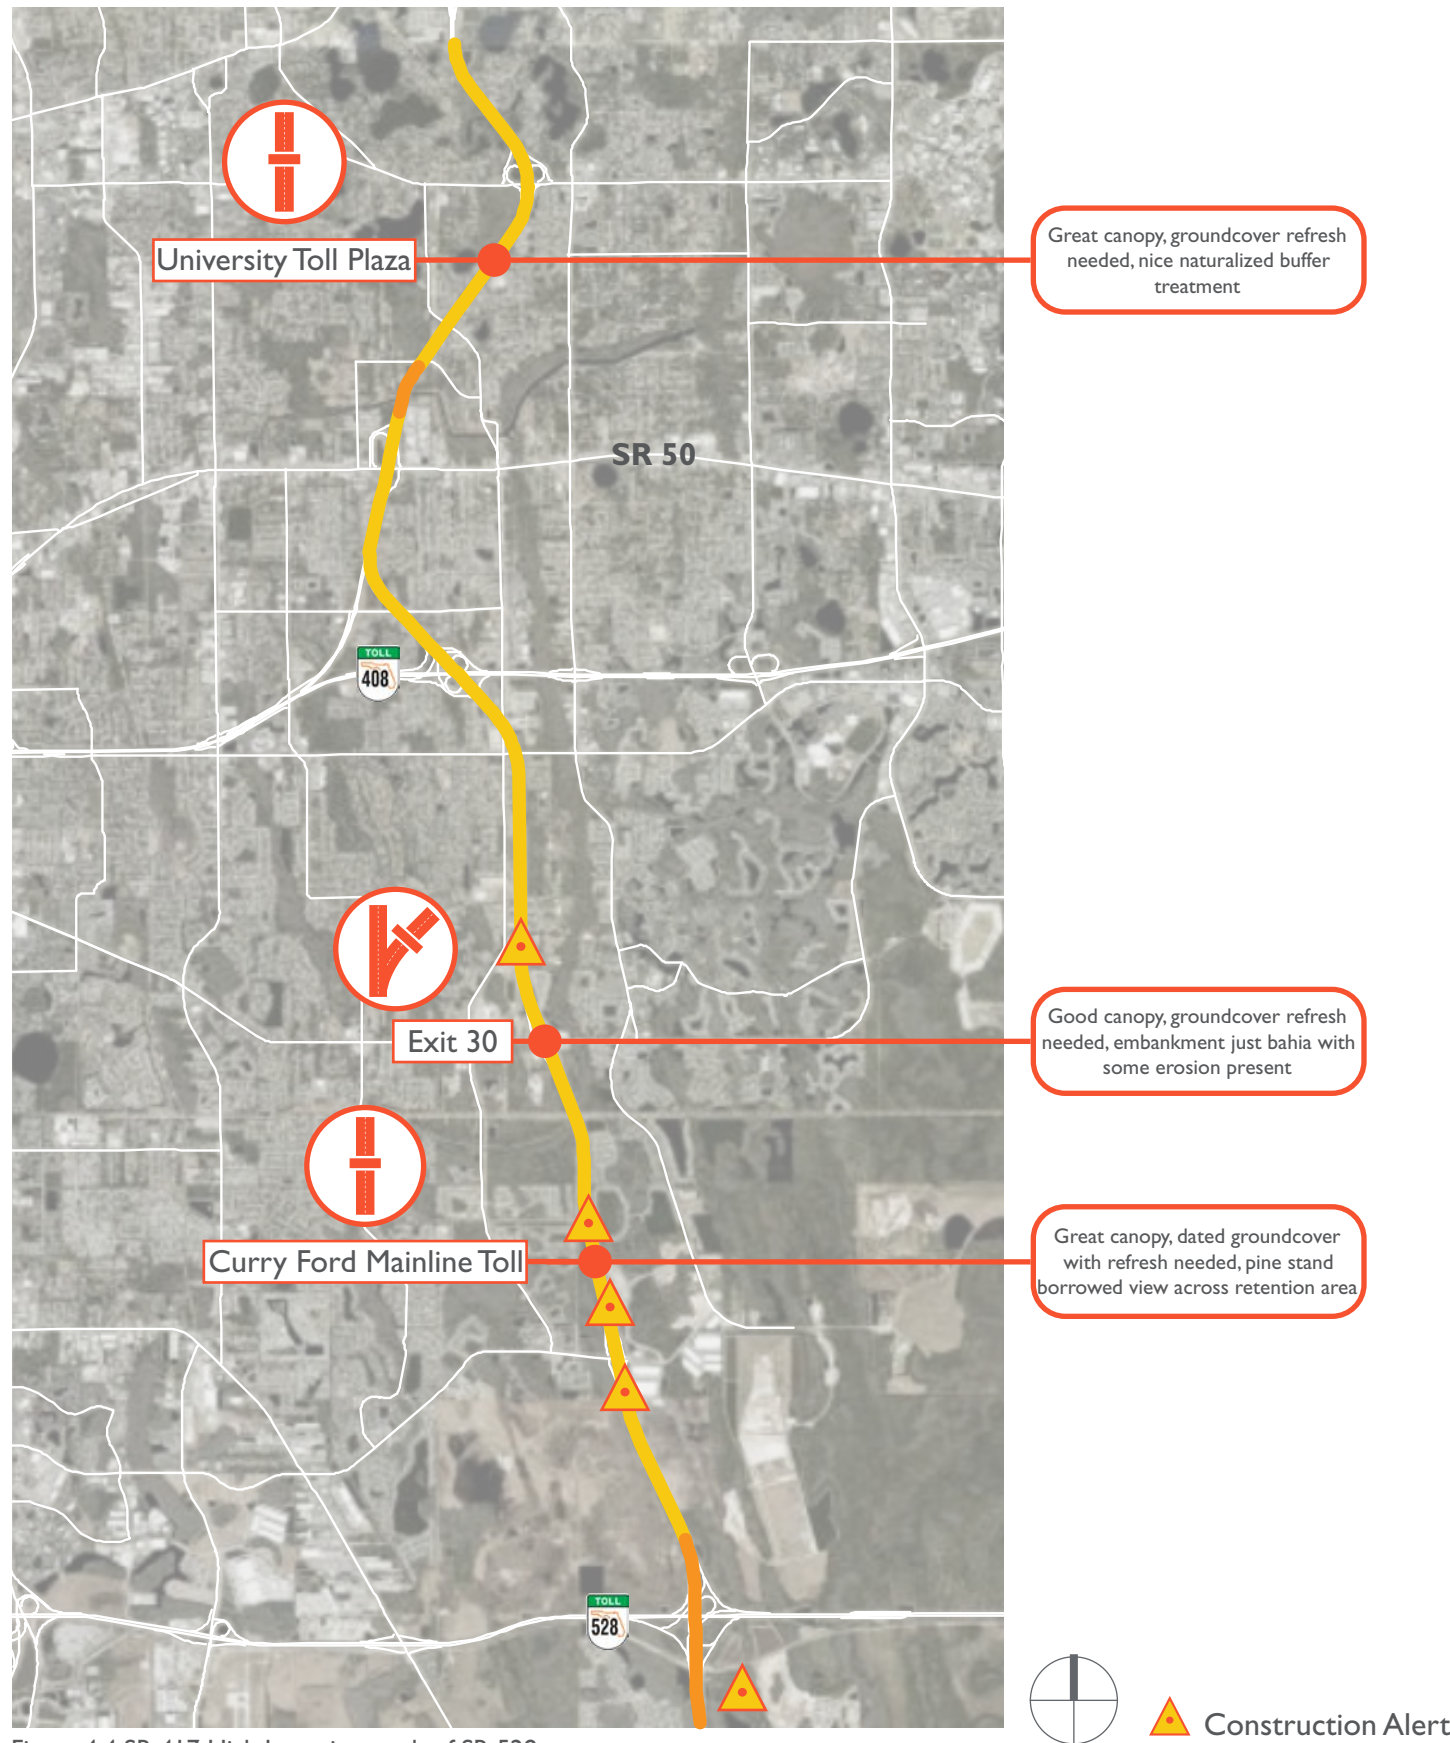 University Toll Plaza
Great canopy, groundcover refresh
needed, nice naturalized buffer
treatment
SR 50
TOLL
408
Exit 30
Good canopy, groundcover refresh
needed, embankment just bahia with
some erosion present
Curry Ford Mainline Toll
Great canopy, dated groundcover
with refresh needed, pine stand
borrowed view across retention area
TOLL
528
Construction Alert